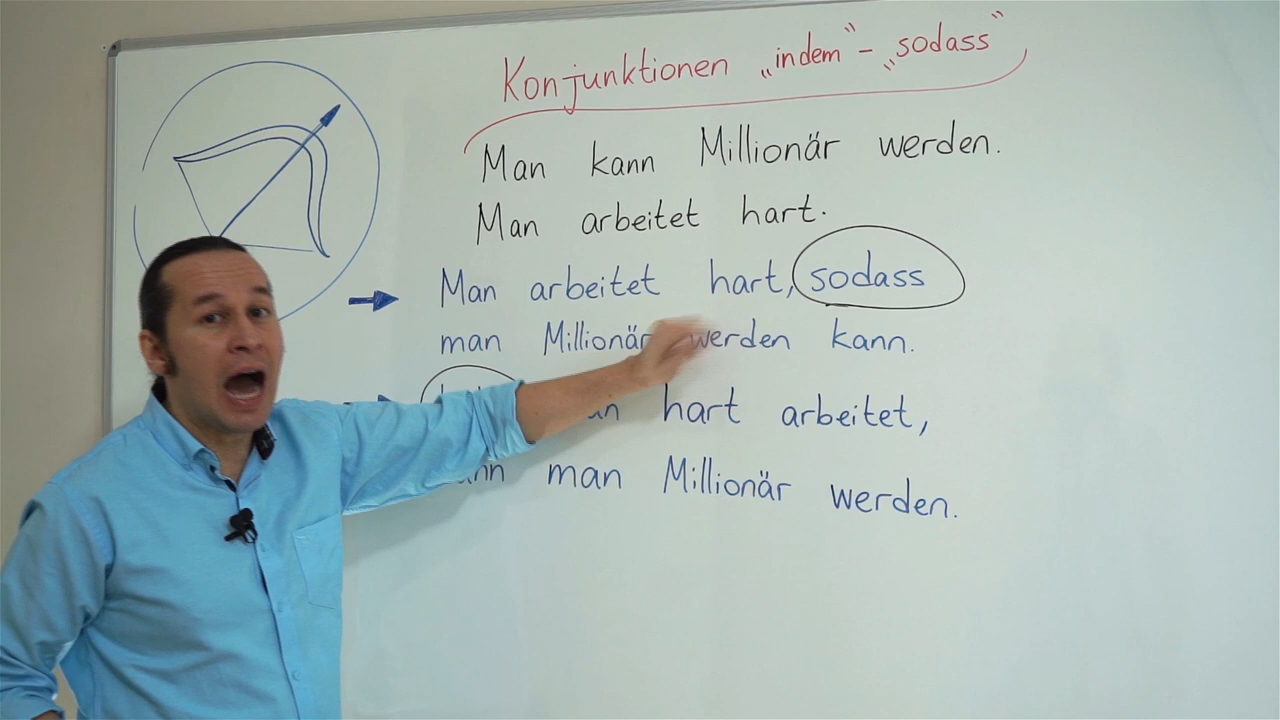 Konjunktionen „indem“ – „sodass“
Man kann Millionär werden.
Man arbeitet hart.
Man arbeitet hart, sodass
man Millionär werden kann.
hart arbeitet,
man Millionär werden.